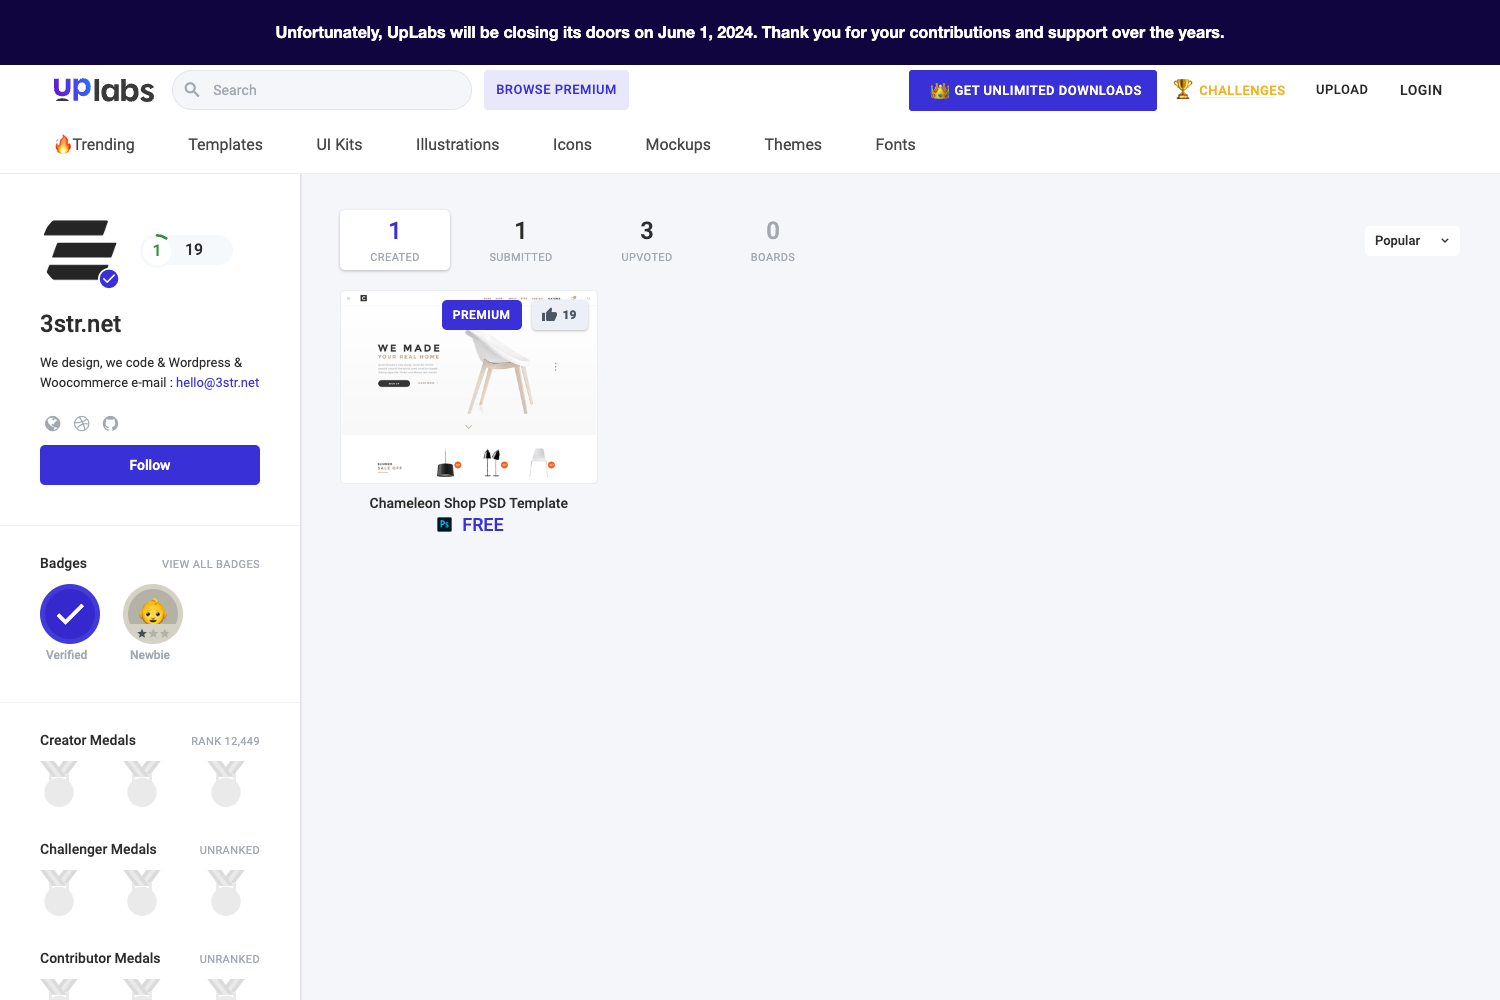 Unfortunately, UpLabs will be closing its doors on June 1, 2024. Thank you for your contributions and support over the years.
uplabs
Search
BROWSE PREMIUM
GET UNLIMITED DOWNLOADS
CHALLENGES
UPLOAD
LOGIN
Trending
Templates
UI Kits
Illustrations
Icons
Mockups
Themes
Fonts
1
19
3str.net
We design, we code & Wordpress &
Woocommerce e-mail : hello@3str.net
Follow
Badges
VIEW ALL BADGES
Verified
Newbie
Creator Medals
RANK 12,449
Challenger Medals
UNRANKED
Contributor Medals
UNRANKED
1
CREATED
1
SUBMITTED
3
UPVOTED
0
BOARDS
Popular
PREMIUM
19
WE MADE
YOUR REAL HOME
Chameleon Shop PSD Template
Ps
FREE